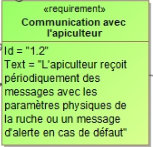 «requirement»
Communication avec
l'apiculteur
Id = "1.2"
Text = "L'apiculteur reçoit
périodiquement des
messages avec les
paramètres physiques de
la ruche ou un message
d'alerte en cas de défaut"